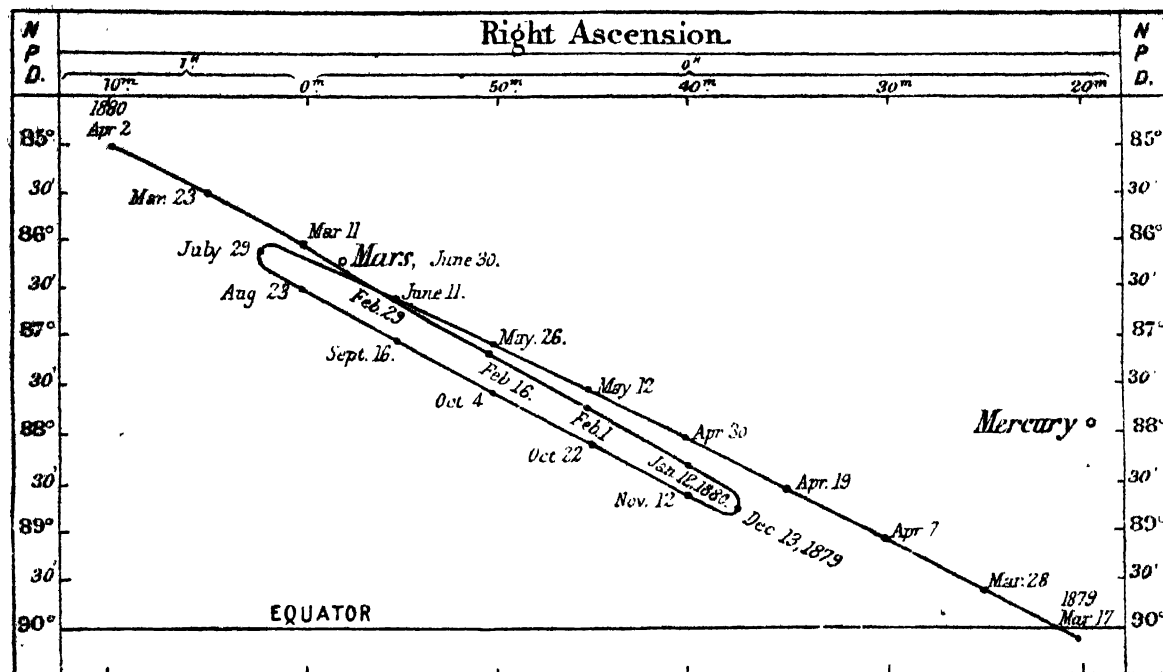 Right Ascension.
N P D.
N P D.
1ʰ
0ʰ
10ᵐ 0ᵐ 50ᵐ 40ᵐ 30ᵐ 20ᵐ
1880
Apr 2
85° 85°
Mar. 23
30' 30'
Mar 11
86° 86°
July 29
Mars, June 30.
30' 30'
Aug 23
June 11.
Feb. 29
87° 87°
May. 26.
Sept. 16.
Feb 16.
30' 30'
May 12
Oct 4
Feb. 1
Mercury
88° 88°
Apr 30
Oct 22
Jan 12, 1880.
30' 30'
Apr. 19
Nov. 12
Dec 13, 1879
89° 89°
Apr 7
30' 30'
Mar. 28
EQUATOR
1879
Mar 17
90° 90°